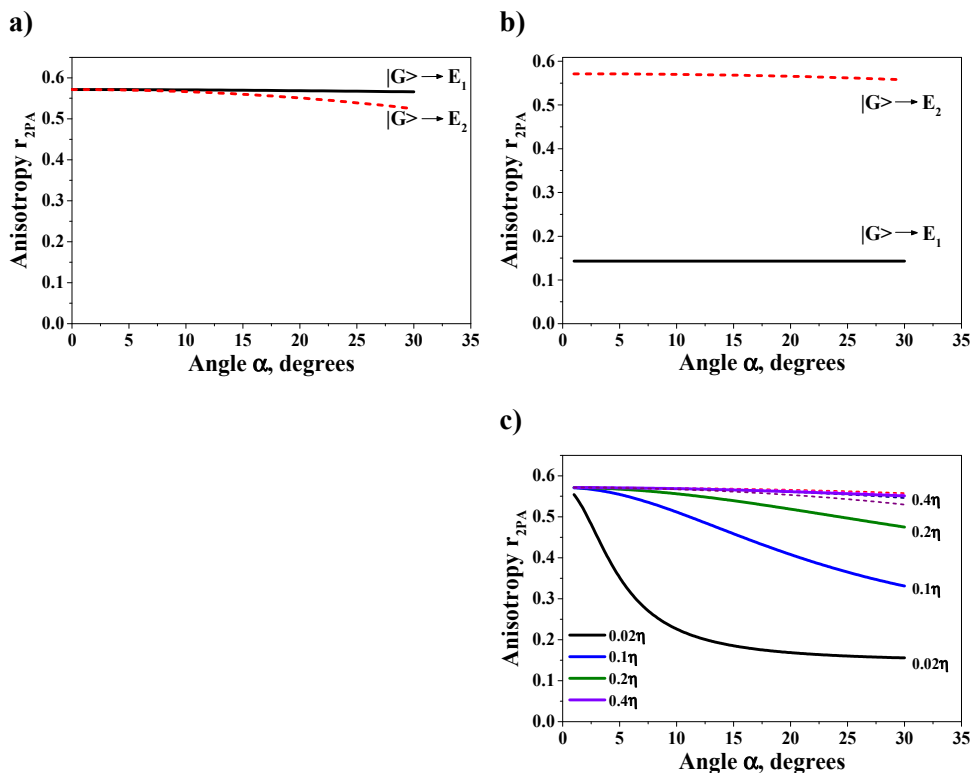 a)
Anisotropy r2PA
0.6
0.5
0.4
0.3
0.2
0.1
0.0
|G> → E1
|G> → E2
0 5 10 15 20 25 30 35
Angle α, degrees
b)
Anisotropy r2PA
0.6
0.5
0.4
0.3
0.2
0.1
0.0
|G> → E2
|G> → E1
0 5 10 15 20 25 30 35
Angle α, degrees
c)
Anisotropy r2PA
0.6
0.5
0.4
0.3
0.2
0.1
0.0
0.4η
0.2η
0.1η
0.02η
0.02η
0.1η
0.2η
0.4η
0 5 10 15 20 25 30 35
Angle α, degrees